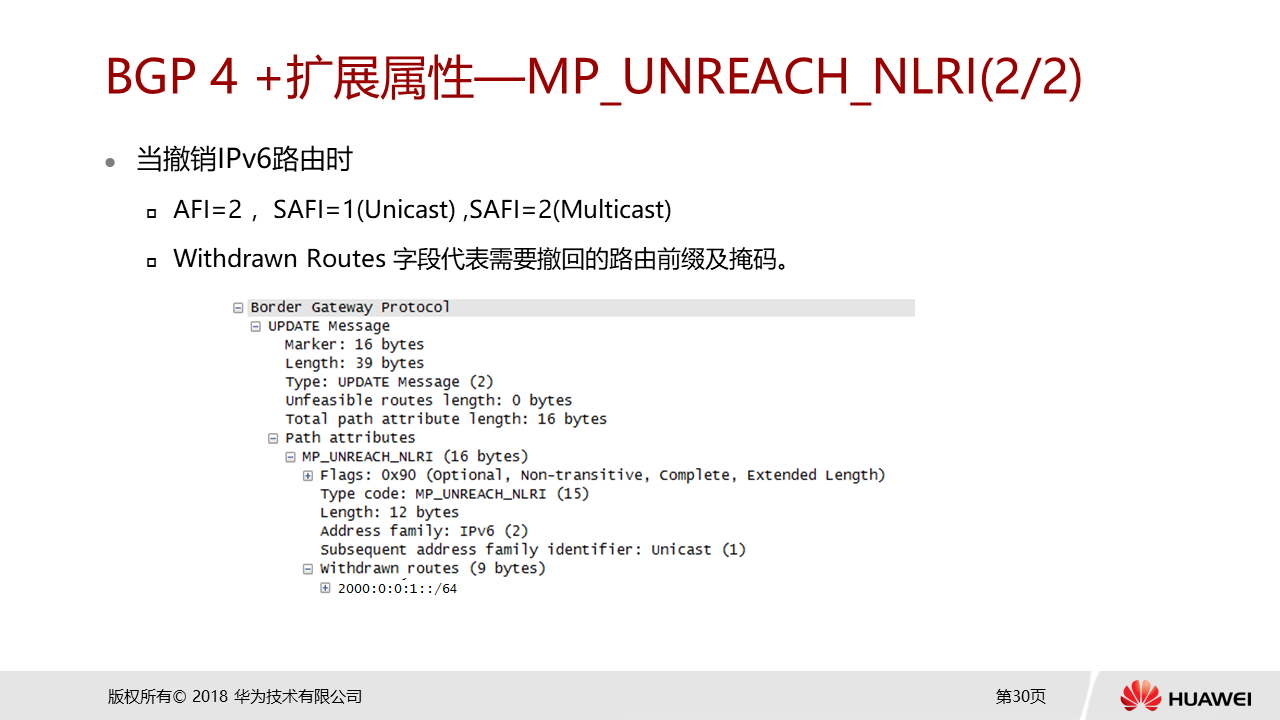 BGP 4 +扩展属性—MP_UNREACH_NLRI(2/2)
当撤销IPv6路由时
AFI=2 ，SAFI=1(Unicast) ,SAFI=2(Multicast)
Withdrawn Routes 字段代表需要撤回的路由前缀及掩码。
Border Gateway Protocol
UPDATE Message
Marker: 16 bytes
Length: 39 bytes
Type: UPDATE Message (2)
Unfeasible routes length: 0 bytes
Total path attribute length: 16 bytes
Path attributes
MP_UNREACH_NLRI (16 bytes)
Flags: 0x90 (Optional, Non-transitive, Complete, Extended Length)
Type code: MP_UNREACH_NLRI (15)
Length: 12 bytes
Address family: IPv6 (2)
Subsequent address family identifier: Unicast (1)
Withdrawn routes (9 bytes)
2000:0:0:1::/64
版权所有© 2018 华为技术有限公司
第30页
HUAWEI